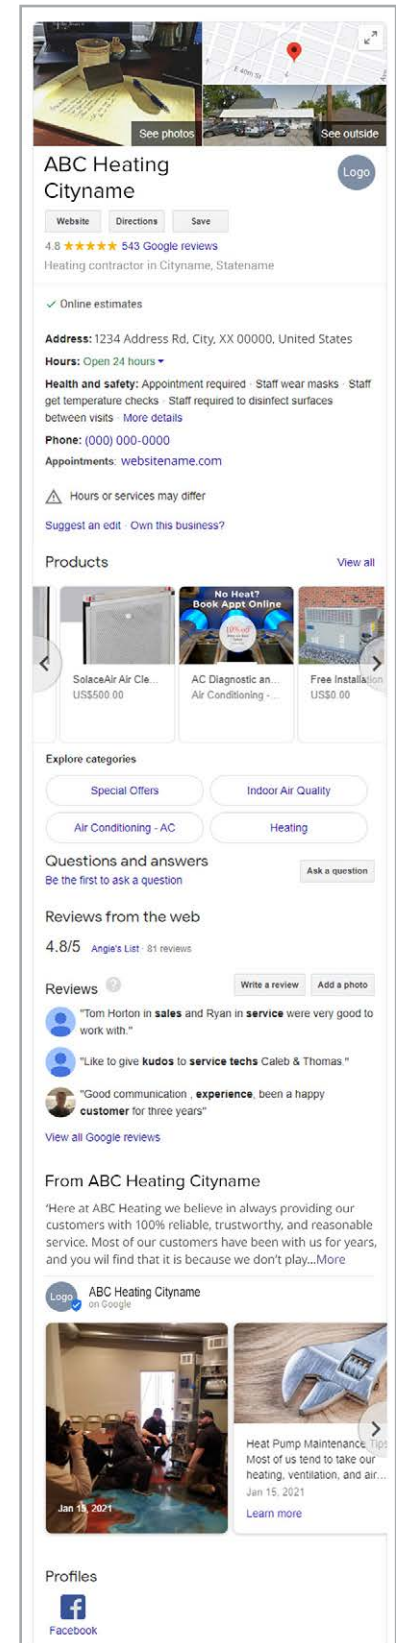 E 40th St
See photos
See outside
ABC Heating
Cityname
Logo
Website Directions Save
4.8 ★★★★★ 543 Google reviews
Heating contractor in Cityname, Statename
✓ Online estimates
Address: 1234 Address Rd, City, XX 00000, United States
Hours: Open 24 hours
Health and safety: Appointment required · Staff wear masks · Staff
get temperature checks · Staff required to disinfect surfaces
between visits · More details
Phone: (000) 000-0000
Appointments: websitename.com
Hours or services may differ
Suggest an edit · Own this business?
Products View all
No Heat?
Book Appt Online
10% off
SolaceAir Air Cle...
US$500.00
AC Diagnostic an...
Air Conditioning -...
Free Installation
US$0.00
Explore categories
Special Offers Indoor Air Quality
Air Conditioning - AC Heating
Questions and answers
Be the first to ask a question
Ask a question
Reviews from the web
4.8/5 Angie's List · 81 reviews
Reviews ? Write a review Add a photo
"Tom Horton in sales and Ryan in service were very good to
work with."
"Like to give kudos to service techs Caleb & Thomas."
"Good communication , experience, been a happy
customer for three years"
View all Google reviews
From ABC Heating Cityname
'Here at ABC Heating we believe in always providing our
customers with 100% reliable, trustworthy, and reasonable
service. Most of our customers have been with us for years,
and you wil find that it is because we don't play...More
Logo
ABC Heating Cityname
on Google
Jan 15, 2021
Heat Pump Maintenance Tips
Most of us tend to take our
heating, ventilation, and air...
Jan 15, 2021
Learn more
Profiles
Facebook